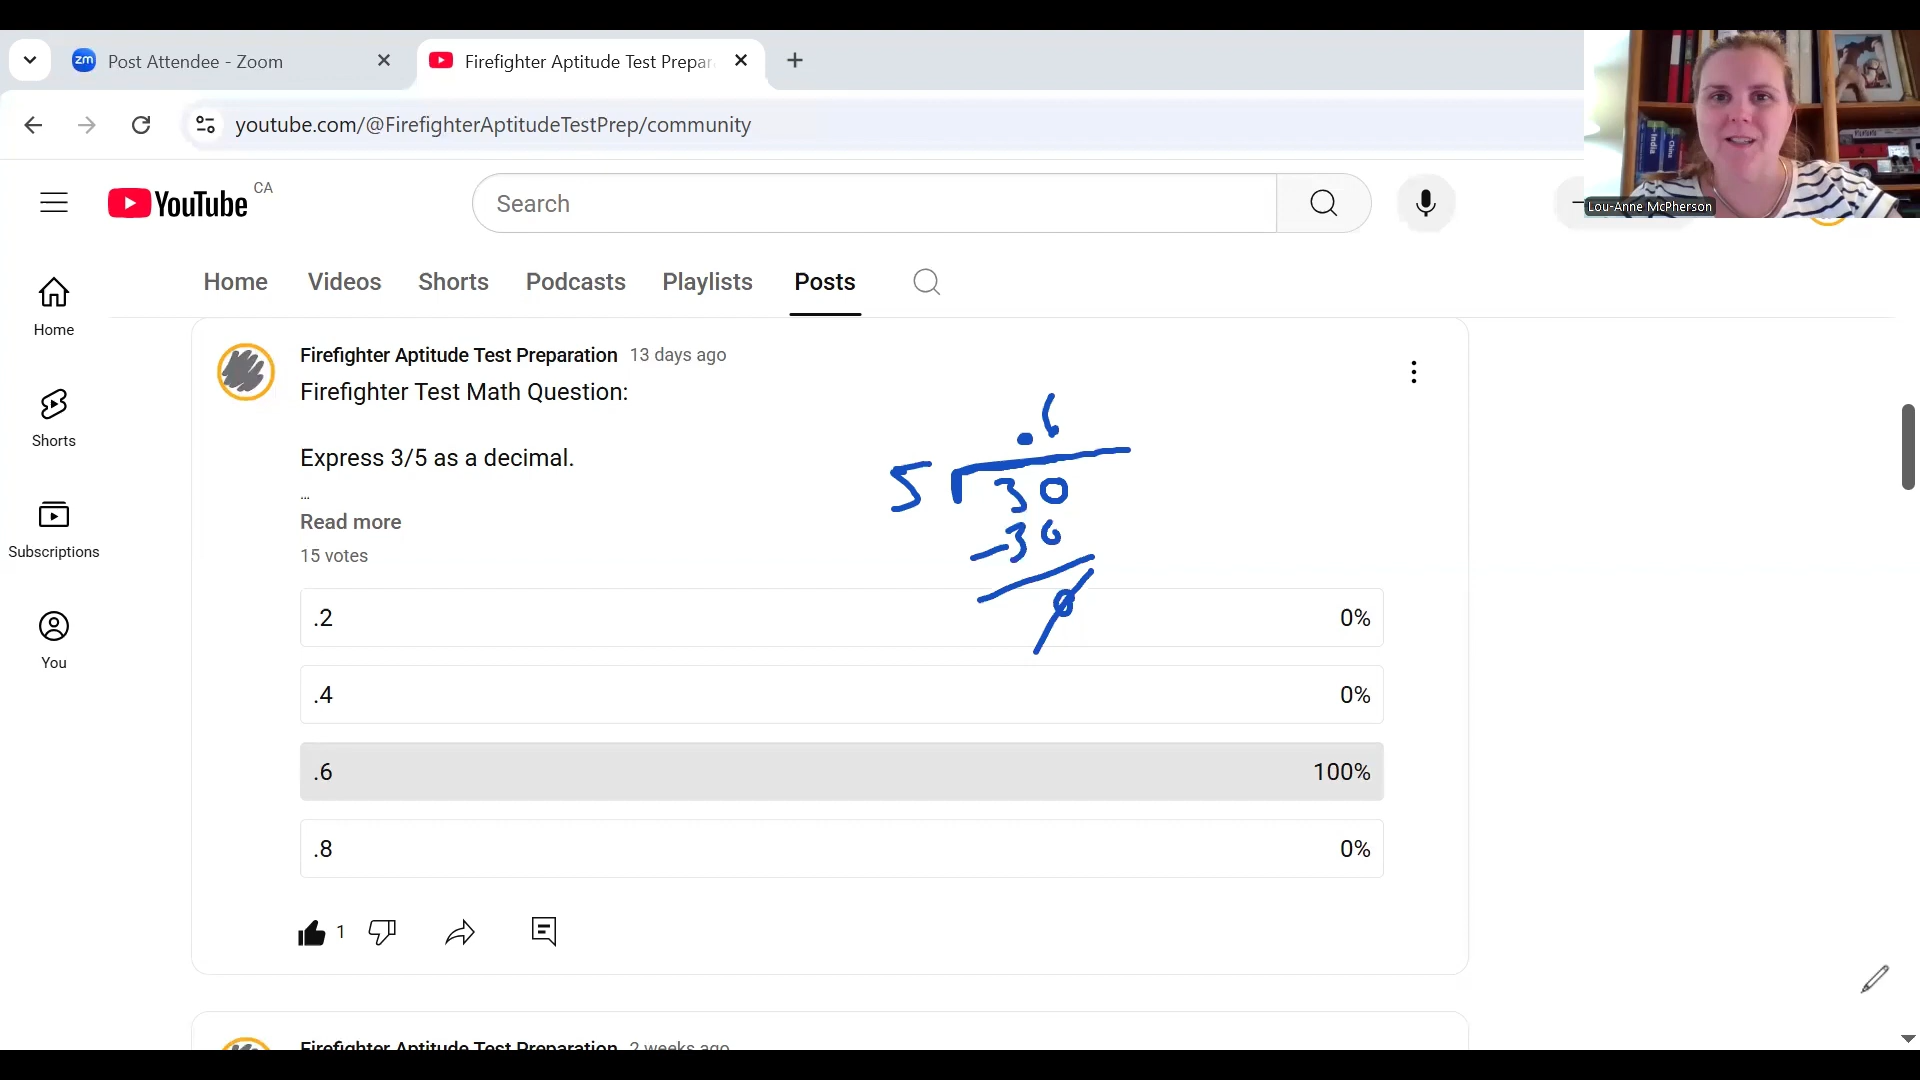 zm Post Attendee - Zoom
Firefighter Aptitude Test Prepar
youtube.com/@FirefighterAptitudeTestPrep/community
YouTube CA
Search
India
China
Lou-Anne McPherson
Home Videos Shorts Podcasts Playlists Posts
Home
Shorts
Subscriptions
You
Firefighter Aptitude Test Preparation 13 days ago
Firefighter Test Math Question:
Express 3/5 as a decimal.
...
Read more
15 votes
.6
5 30
-30
0
.2 0%
.4 0%
.6 100%
.8 0%
1
Firefighter Aptitude Test Preparation 2 weeks ago